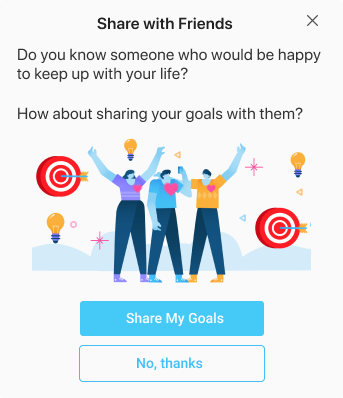 Share with Friends
Do you know someone who would be happy
to keep up with your life?
How about sharing your goals with them?
Share My Goals
No, thanks